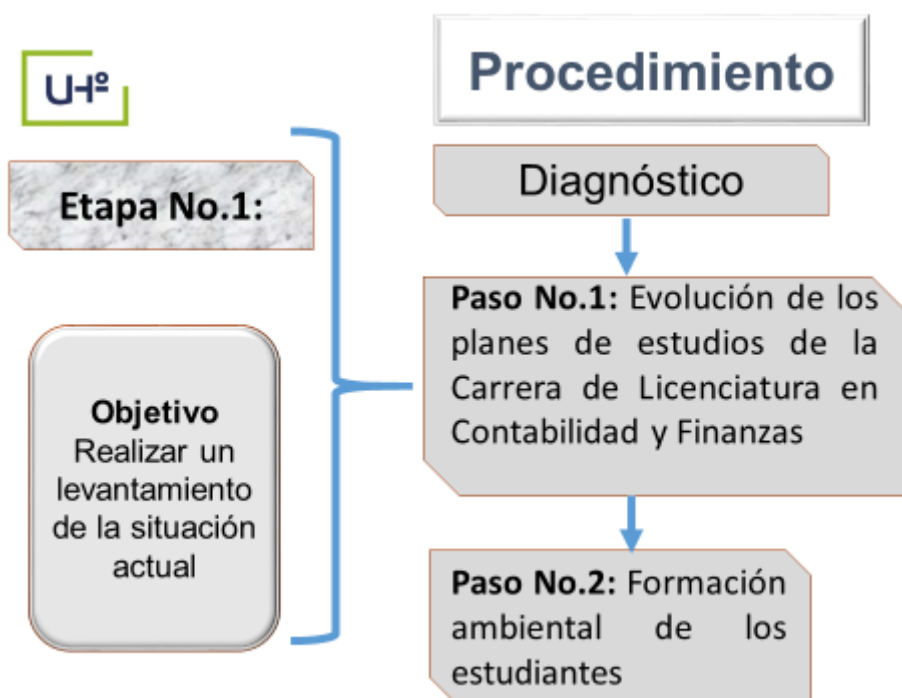 UHº
Procedimiento
Etapa No.1:
Diagnóstico
Objetivo
Realizar un
levantamiento
de la situación
actual
Paso No.1: Evolución de los
planes de estudios de la
Carrera de Licenciatura en
Contabilidad y Finanzas
Paso No.2: Formación
ambiental de los
estudiantes